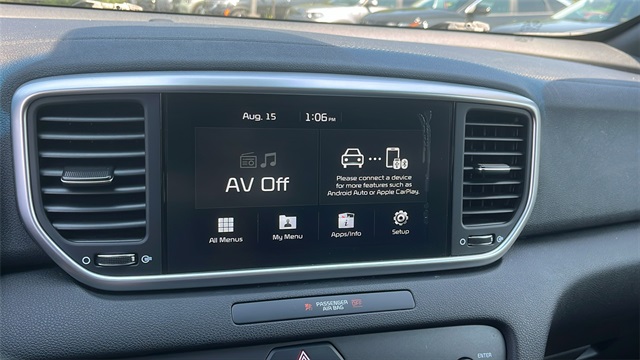 Aug. 15 1:06PM
AV Off
Please connect a device
for more features such as
Android Auto or Apple CarPlay.
All Menus
My Menu
Apps/Info
Setup
PASSENGER
AIR BAG
ENTER